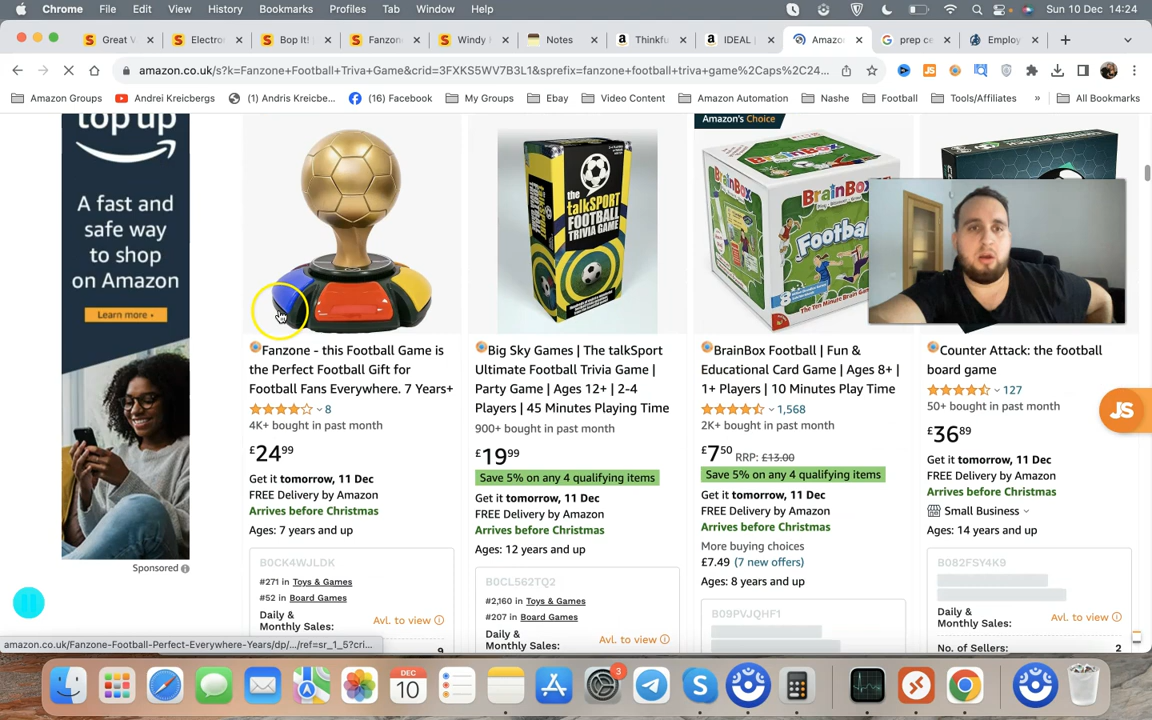 Chrome File Edit View History Bookmarks Profiles Tab Window Help Sun 10 Dec 14:24
Great V Electron Bop It! Fanzone Windy Notes Thinkfu IDEAL | Amazo prep ce Employ
amazon.co.uk/s?k=Fanzone+Football+Triva+Game&crid=3FXKS5WV7B3L1&sprefix=fanzone+football+triva+game%2Caps%2C24...
Amazon Groups Andrei Kreicbergs (1) Andris Kreicbe... (16) Facebook My Groups Ebay Video Content Amazon Automation Nashe Football Tools/Affiliates » All Bookmarks
top up
A fast and
safe way
to shop
on Amazon
Learn more
Sponsored
Fanzone - this Football Game is
the Perfect Football Gift for
Football Fans Everywhere. 7 Years+
8
4K+ bought in past month
£24.99
Get it tomorrow, 11 Dec
FREE Delivery by Amazon
Arrives before Christmas
Ages: 7 years and up
B0CK4WJLDK
#271 in Toys & Games
#52 in Board Games
Daily &
Monthly Sales:
Avl. to view
9
the
talkSPORT
FOOTBALL
TRIVIA GAME
Big Sky Games | The talkSport
Ultimate Football Trivia Game |
Party Game | Ages 12+ | 2-4
Players | 45 Minutes Playing Time
900+ bought in past month
£19.99
Save 5% on any 4 qualifying items
Get it tomorrow, 11 Dec
FREE Delivery by Amazon
Arrives before Christmas
Ages: 12 years and up
B0CL562TQ2
#2,160 in Toys & Games
#207 in Board Games
Daily &
Monthly Sales:
Avl. to view
Amazon's Choice
BrainBox
BrainBox
Footba
BrainBox Football | Fun &
Educational Card Game | Ages 8+ |
1+ Players | 10 Minutes Play Time
1,568
2K+ bought in past month
£7.50 RRP: £13.00
Save 5% on any 4 qualifying items
Get it tomorrow, 11 Dec
FREE Delivery by Amazon
Arrives before Christmas
More buying choices
£7.49 (7 new offers)
Ages: 8 years and up
B09PVJQHF1
Counter Attack: the football
board game
127
50+ bought in past month
£36.89
Get it tomorrow, 11 Dec
FREE Delivery by Amazon
Arrives before Christmas
Small Business
Ages: 14 years and up
B082FSY4K9
Daily &
Monthly Sales:
Avl. to view
No. of Sellers: 2
JS
amazon.co.uk/Fanzone-Football-Perfect-Everywhere-Years/dp/.../ref=sr_1_5?cri...
DEC
10
3